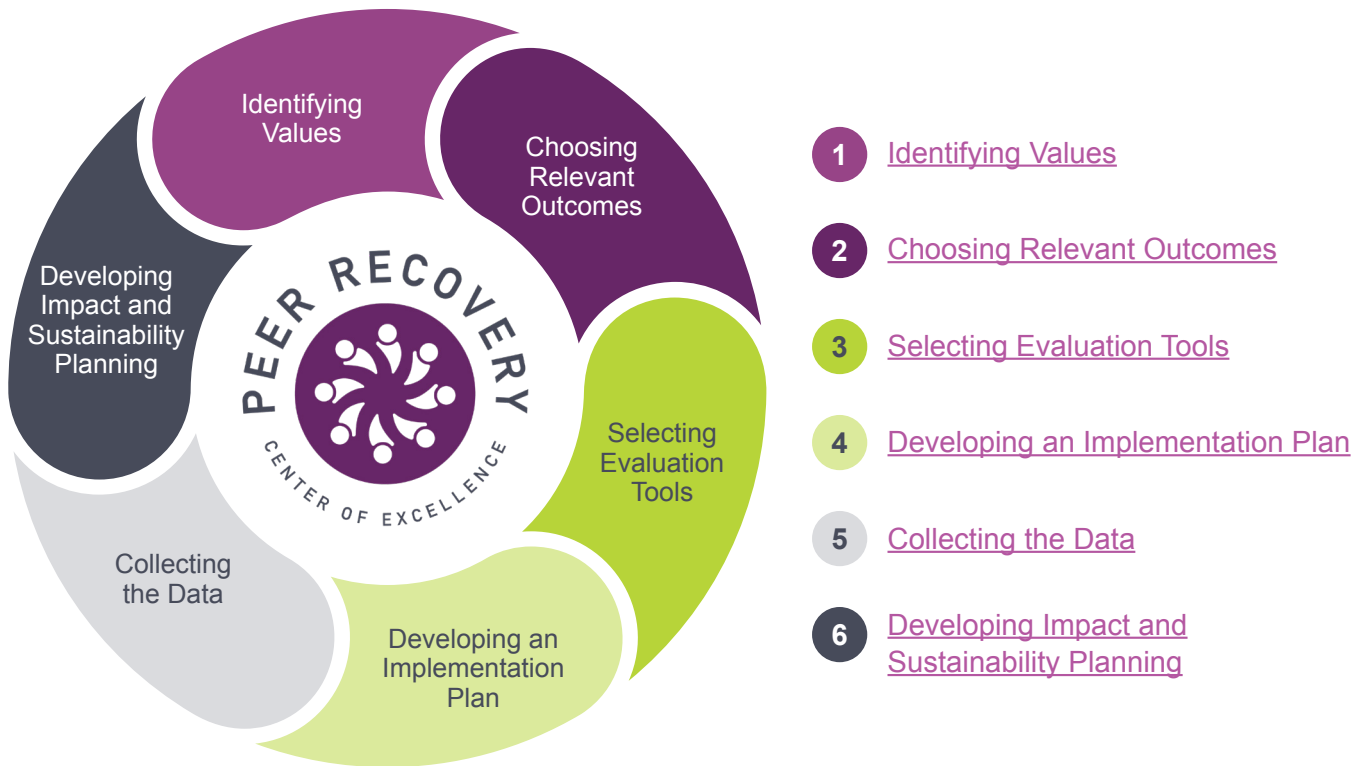 Identifying
Values
Choosing
Relevant
Outcomes
Selecting
Evaluation
Tools
Developing an
Implementation
Plan
Collecting
the Data
Developing
Impact and
Sustainability
Planning
PEER RECOVERY
CENTER OF EXCELLENCE
1 Identifying Values
2 Choosing Relevant Outcomes
3 Selecting Evaluation Tools
4 Developing an Implementation Plan
5 Collecting the Data
6 Developing Impact and
Sustainability Planning